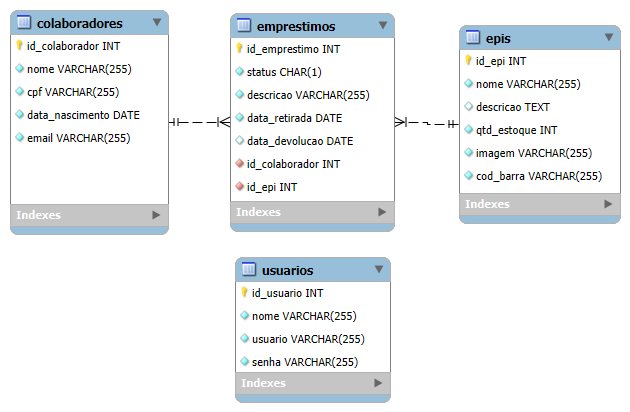 colaboradores
id_colaborador INT
nome VARCHAR(255)
cpf VARCHAR(255)
data_nascimento DATE
email VARCHAR(255)
Indexes
emprestimos
id_emprestimo INT
status CHAR(1)
descricao VARCHAR(255)
data_retirada DATE
data_devolucao DATE
id_colaborador INT
id_epi INT
Indexes
epis
id_epi INT
nome VARCHAR(255)
descricao TEXT
qtd_estoque INT
imagem VARCHAR(255)
cod_barra VARCHAR(255)
Indexes
usuarios
id_usuario INT
nome VARCHAR(255)
usuario VARCHAR(255)
senha VARCHAR(255)
Indexes